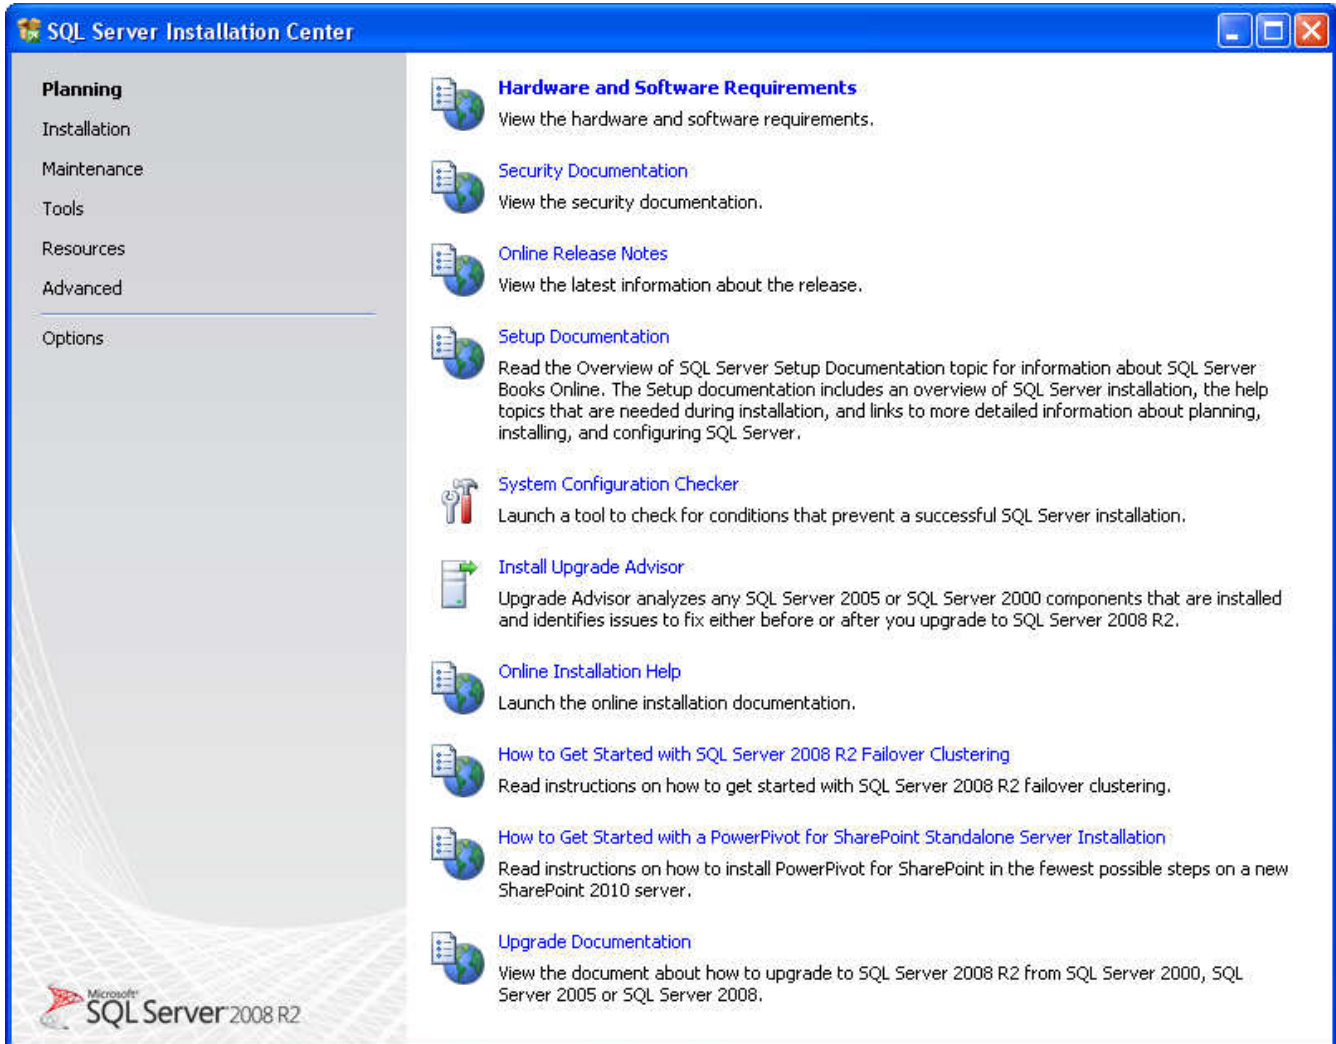 SQL Server Installation Center
Planning
Installation
Maintenance
Tools
Resources
Advanced
Options
Hardware and Software Requirements
View the hardware and software requirements.
Security Documentation
View the security documentation.
Online Release Notes
View the latest information about the release.
Setup Documentation
Read the Overview of SQL Server Setup Documentation topic for information about SQL Server
Books Online. The Setup documentation includes an overview of SQL Server installation, the help
topics that are needed during installation, and links to more detailed information about planning,
installing, and configuring SQL Server.
System Configuration Checker
Launch a tool to check for conditions that prevent a successful SQL Server installation.
Install Upgrade Advisor
Upgrade Advisor analyzes any SQL Server 2005 or SQL Server 2000 components that are installed
and identifies issues to fix either before or after you upgrade to SQL Server 2008 R2.
Online Installation Help
Launch the online installation documentation.
How to Get Started with SQL Server 2008 R2 Failover Clustering
Read instructions on how to get started with SQL Server 2008 R2 failover clustering.
How to Get Started with a PowerPivot for SharePoint Standalone Server Installation
Read instructions on how to install PowerPivot for SharePoint in the fewest possible steps on a new
SharePoint 2010 server.
Upgrade Documentation
View the document about how to upgrade to SQL Server 2008 R2 from SQL Server 2000, SQL
Server 2005 or SQL Server 2008.
Microsoft
SQL Server 2008 R2